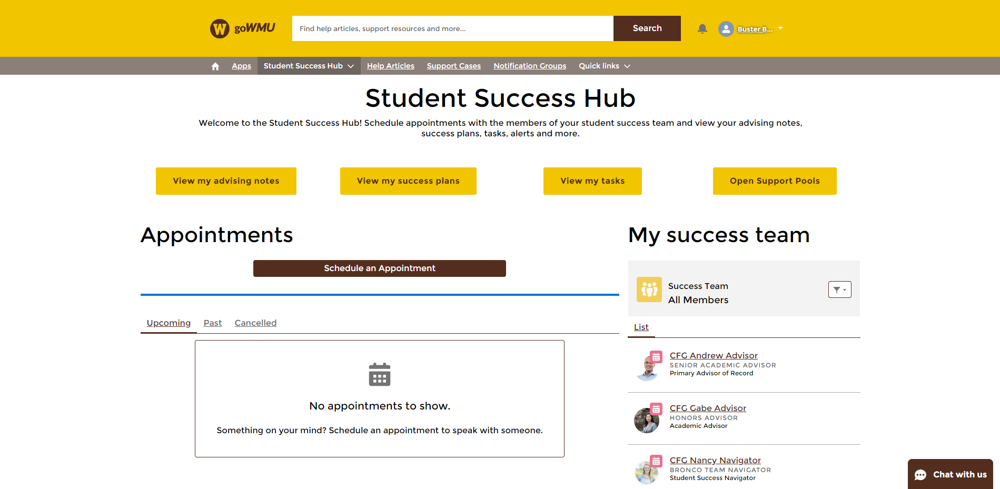 W goWMU
Find help articles, support resources and more...
Search
Buster B...
Apps
Student Success Hub
Help Articles
Support Cases
Notification Groups
Quick links
Student Success Hub
Welcome to the Student Success Hub! Schedule appointments with the members of your student success team and view your advising notes,
success plans, tasks, alerts and more.
View my advising notes
View my success plans
View my tasks
Open Support Pools
Appointments
Schedule an Appointment
Upcoming
Past
Cancelled
No appointments to show.
Something on your mind? Schedule an appointment to speak with someone.
My success team
Success Team
All Members
List
CFG Andrew Advisor
SENIOR ACADEMIC ADVISOR
Primary Advisor of Record
CFG Gabe Advisor
HONORS ADVISOR
Academic Advisor
CFG Nancy Navigator
BRONCO TEAM NAVIGATOR
Student Success Navigator
Chat with us